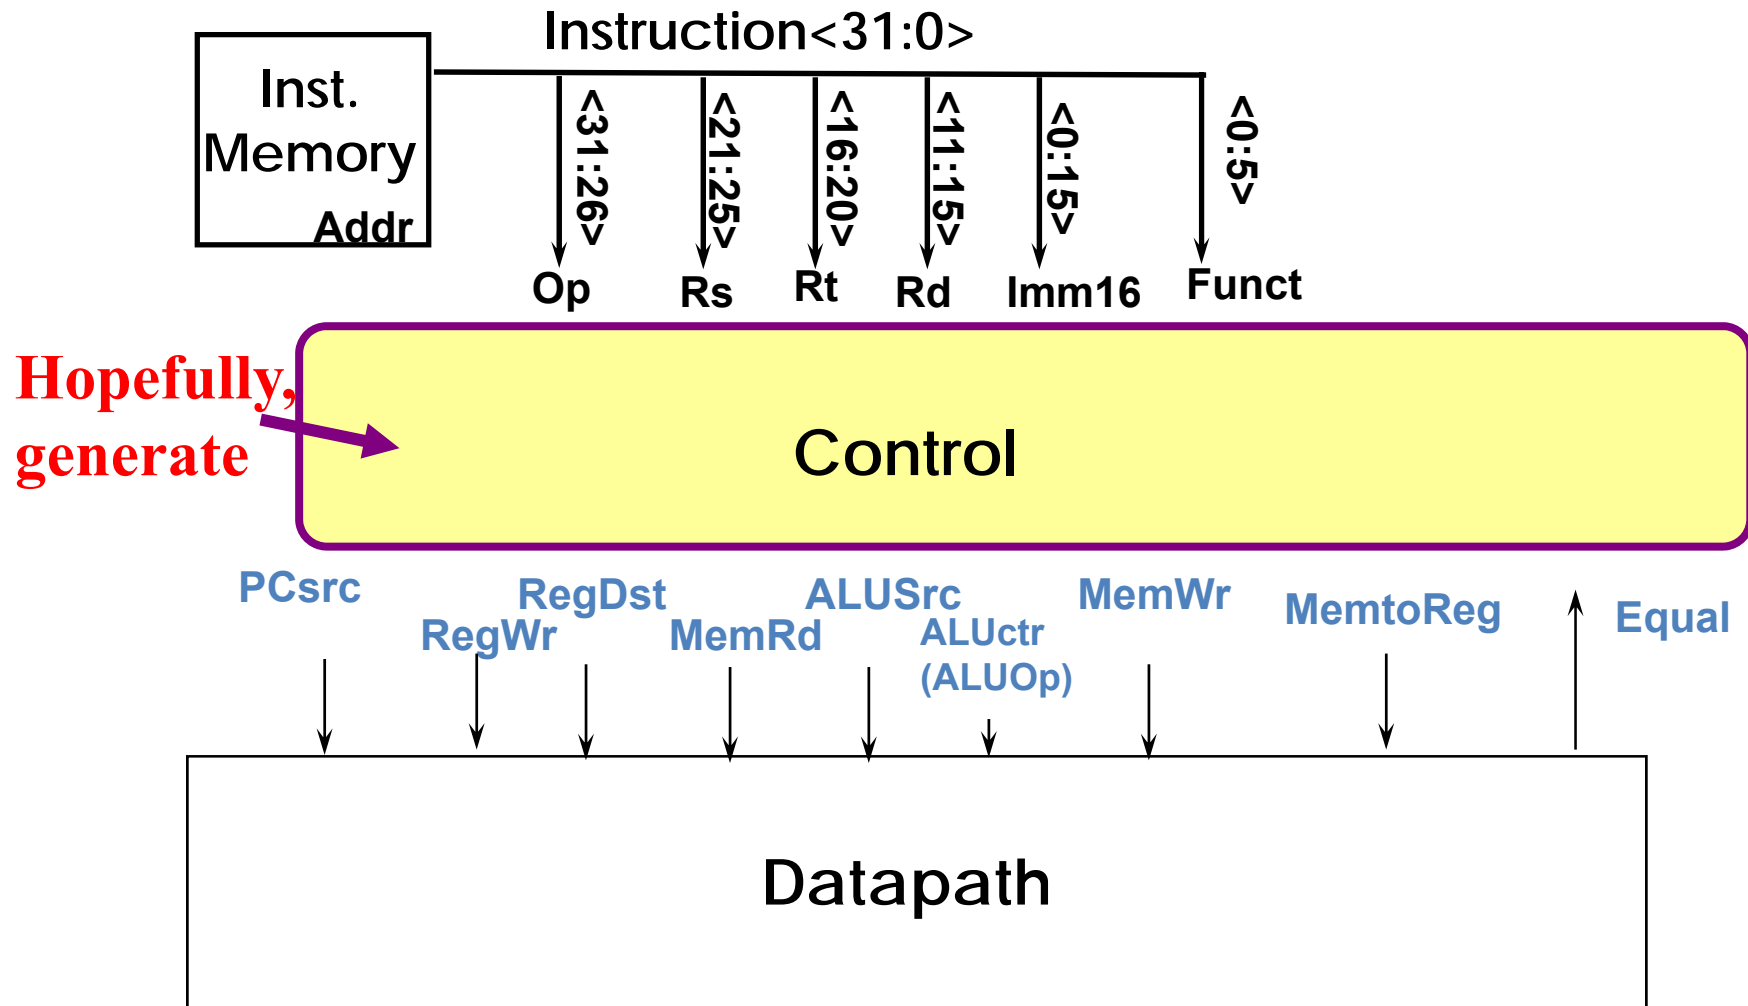 Instruction<31:0>
Inst.
Memory
Addr
<31:26>
<21:25>
<16:20>
<11:15>
<0:15>
<0:5>
Op
Rs
Rt
Rd
Imm16
Funct
Hopefully,
generate
Control
PCsrc
RegWr
RegDst
MemRd
ALUSrc
ALUctr
(ALUOp)
MemWr
MemtoReg
Equal
Datapath